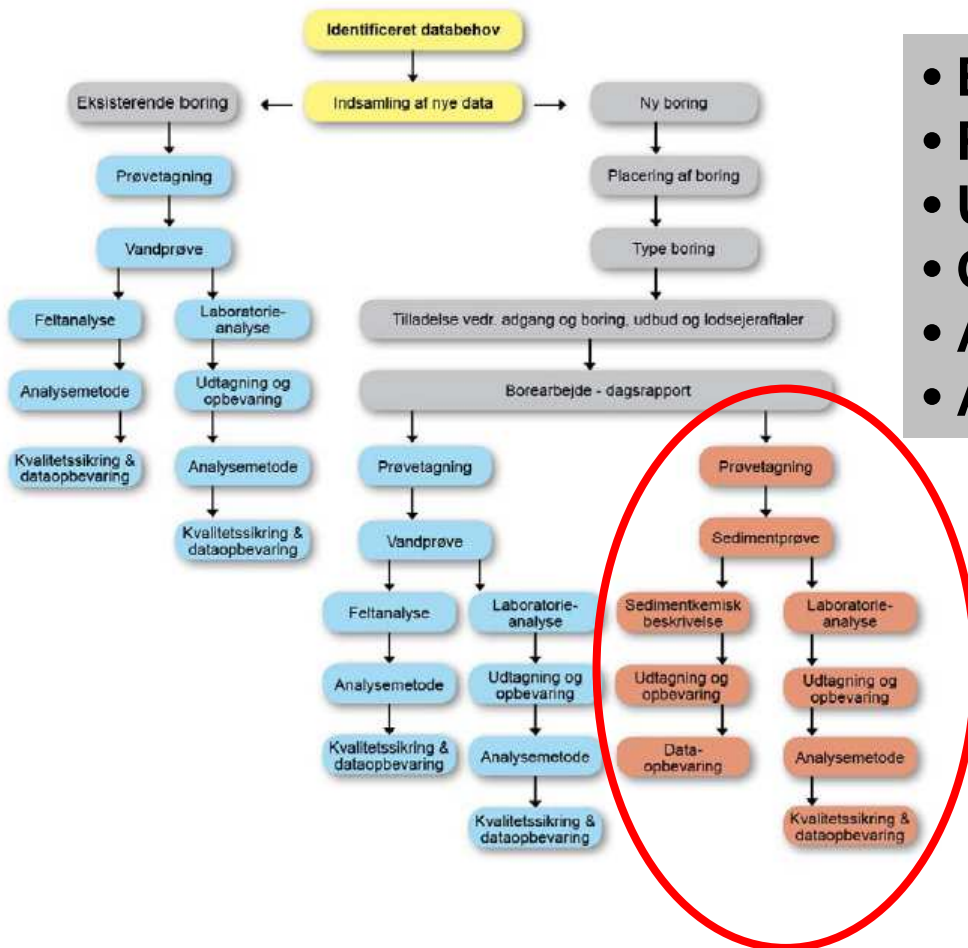 Identificeret databehov
Eksisterende boring
Indsamling af nye data
Ny boring
Prøvetagning
Placering af boring
Vandprøve
Type boring
Feltanalyse
Laboratorie-
analyse
Tilladelse vedr. adgang og boring, udbud og lodsejeraftaler
Analysemetode
Udtagning og
opbevaring
Borearbejde - dagsrapport
Kvalitetssikring &
dataopbevaring
Analysemetode
Prøvetagning
Prøvetagning
Kvalitetssikring &
dataopbevaring
Vandprøve
Sedimentprøve
Feltanalyse
Laboratorie-
analyse
Sedimentkemisk
beskrivelse
Laboratorie-
analyse
Analysemetode
Udtagning og
opbevaring
Udtagning og
opbevaring
Udtagning og
opbevaring
Kvalitetssikring &
dataopbevaring
Analysemetode
Data-
opbevaring
Analysemetode
Kvalitetssikring &
dataopbevaring
Kvalitetssikring &
dataopbevaring